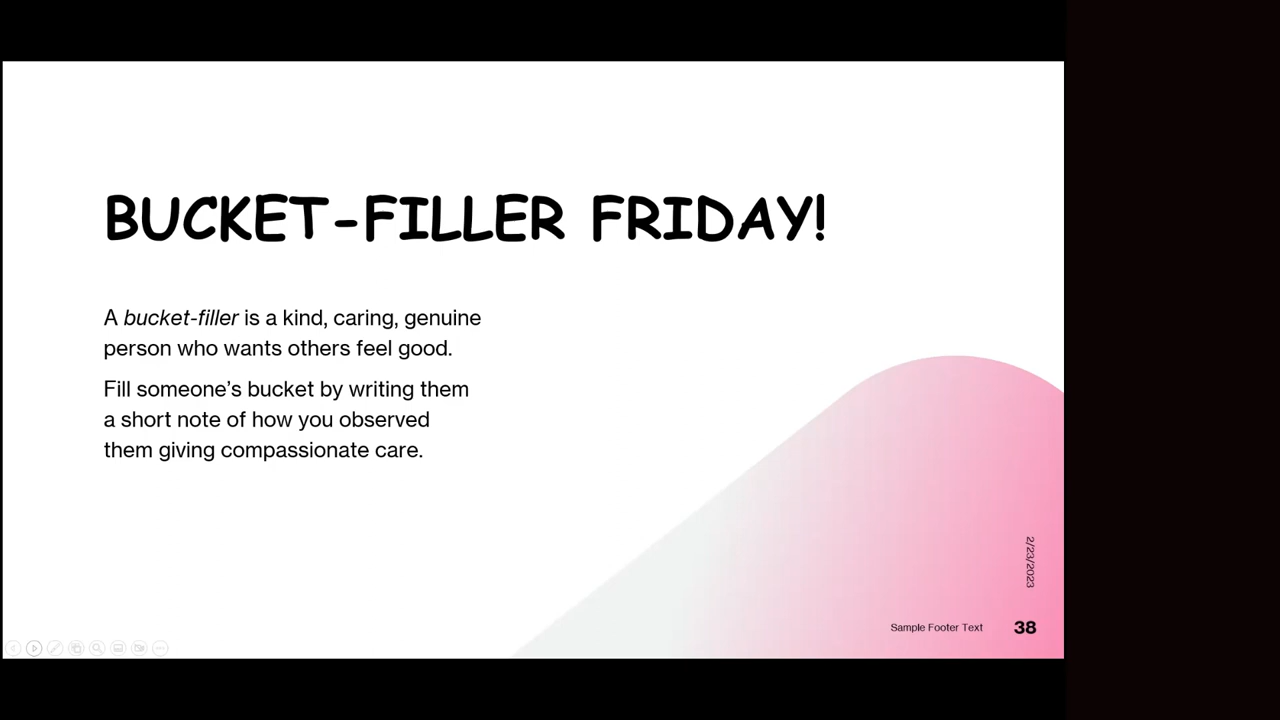 BUCKET-FILLER FRIDAY!
A bucket-filler is a kind, caring, genuine
person who wants others feel good.
Fill someone’s bucket by writing them
a short note of how you observed
them giving compassionate care.
2/23/2023
Sample Footer Text
38